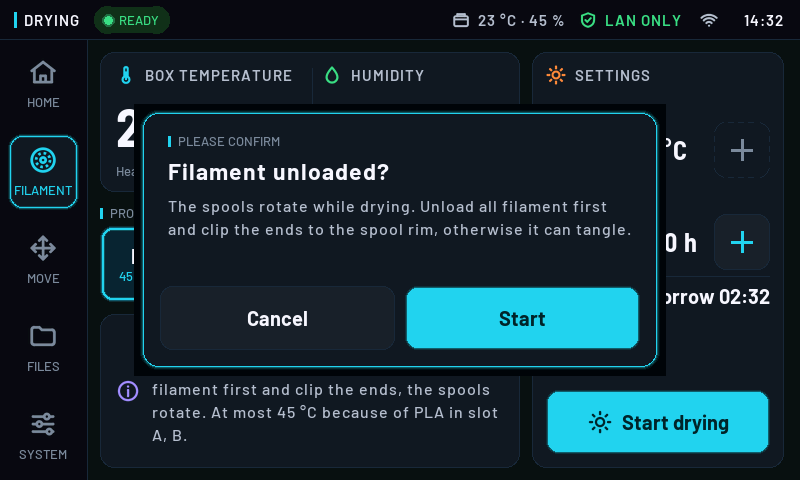 DRYING
READY
23 °C · 45 %
LAN ONLY
14:32
HOME
FILAMENT
MOVE
FILES
SYSTEM
BOX TEMPERATURE
HUMIDITY
SETTINGS
2
°C
45
0 h
02:32
PLEASE CONFIRM
Filament unloaded?
The spools rotate while drying. Unload all filament first
and clip the ends to the spool rim, otherwise it can tangle.
Cancel
Start
filament first and clip the ends, the spools
rotate. At most 45 °C because of PLA in slot
A, B.
Start drying